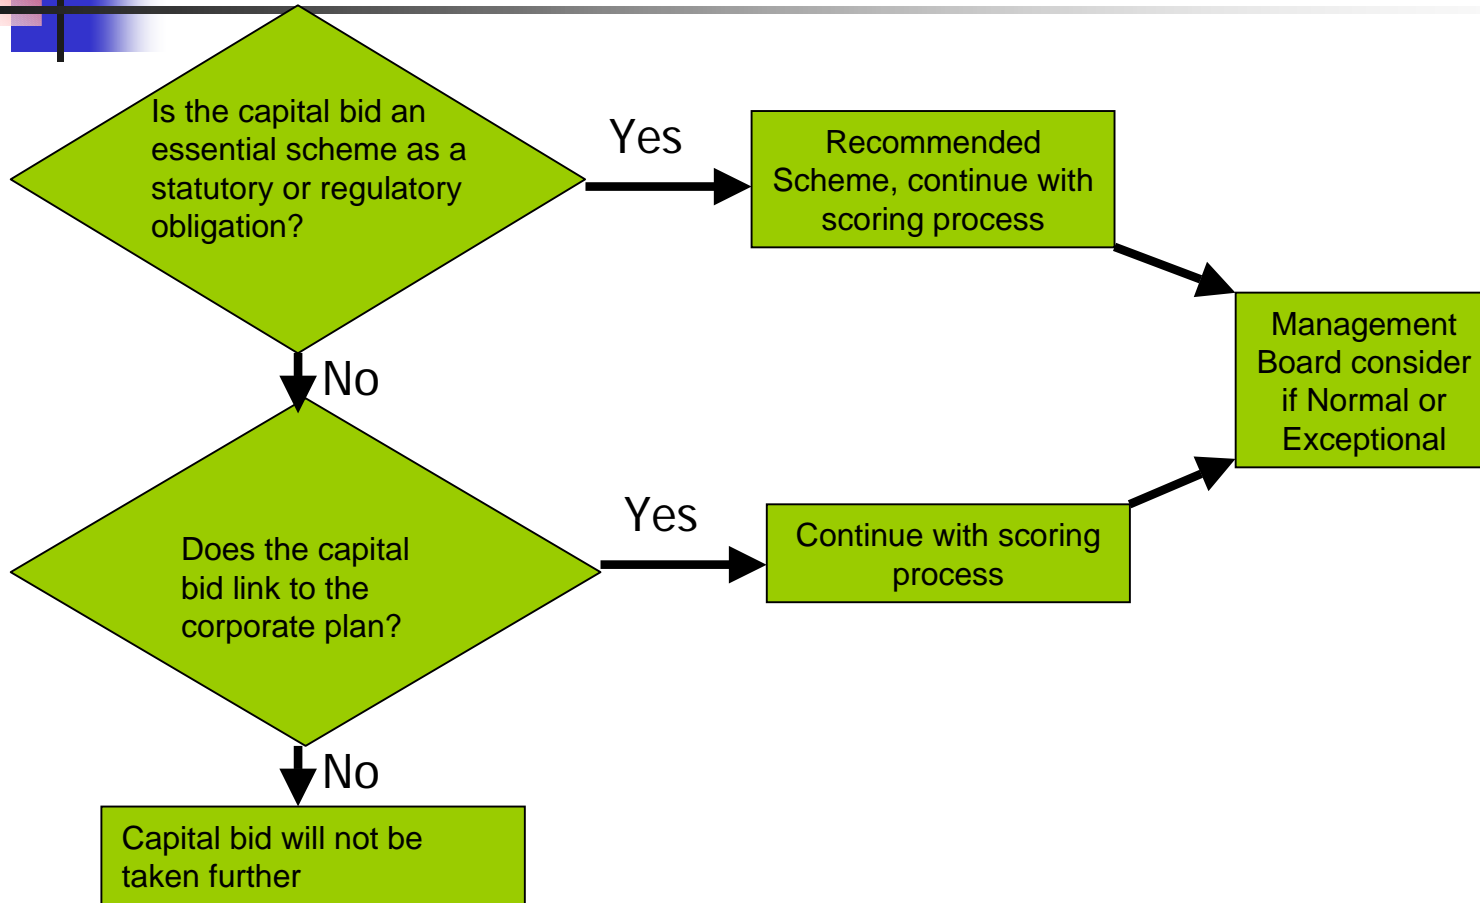 Is the capital bid an
essential scheme as a
statutory or regulatory
obligation?
Yes
Recommended
Scheme, continue with
scoring process
Management
Board consider
if Normal or
Exceptional
No
Does the capital
bid link to the
corporate plan?
Yes
Continue with scoring
process
No
Capital bid will not be
taken further